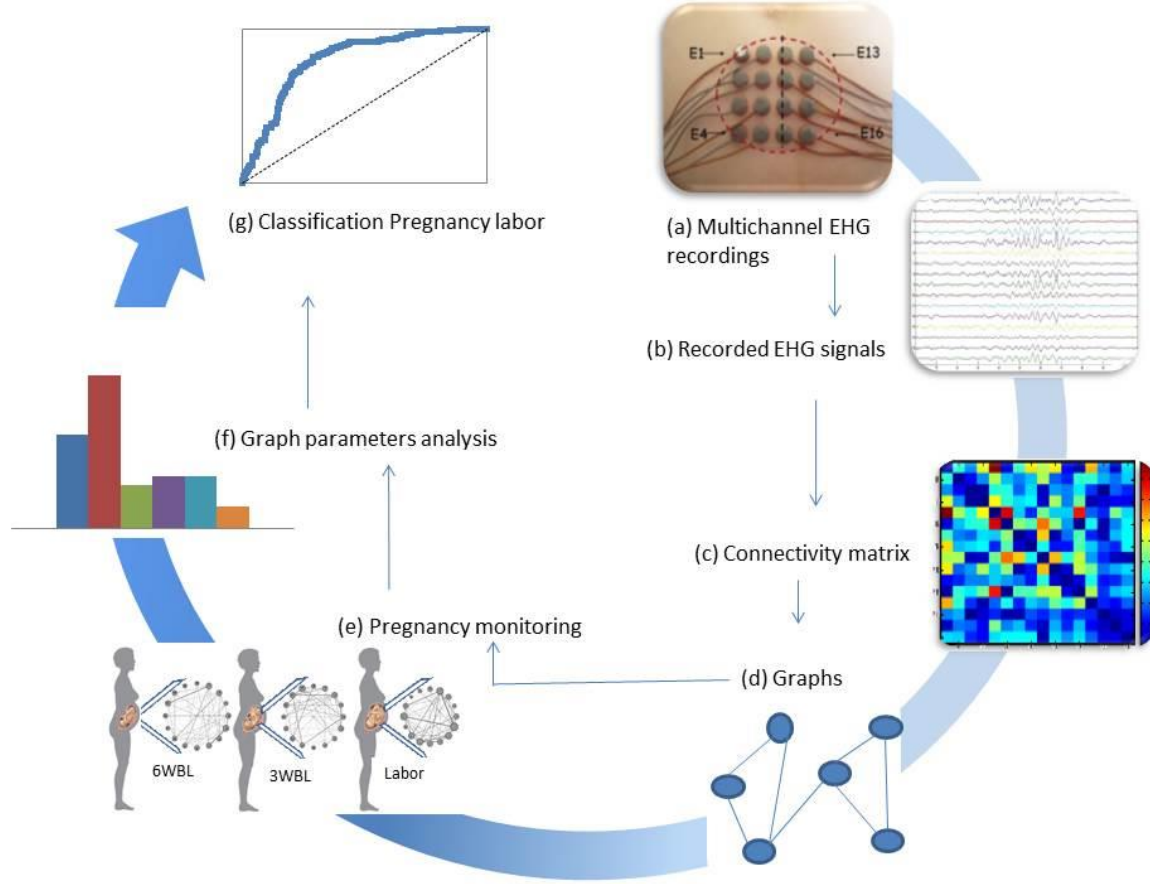 E1
E13
E4
E16
(a) Multichannel EHG
recordings
(b) Recorded EHG signals
(c) Connectivity matrix
(d) Graphs
(e) Pregnancy monitoring
6WBL
3WBL
Labor
(f) Graph parameters analysis
(g) Classification Pregnancy labor